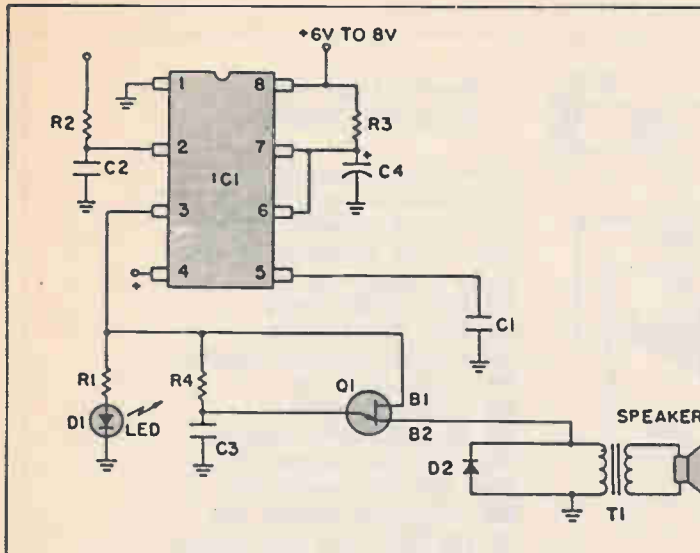 +6V TO 8V
1 8
R2 R3
2 7
C2 IC1 C4 +
3 6
4 5
+
C1
R1 R4 Q1 B1
D1 LED B2 SPEAKER
C3 D2
T1